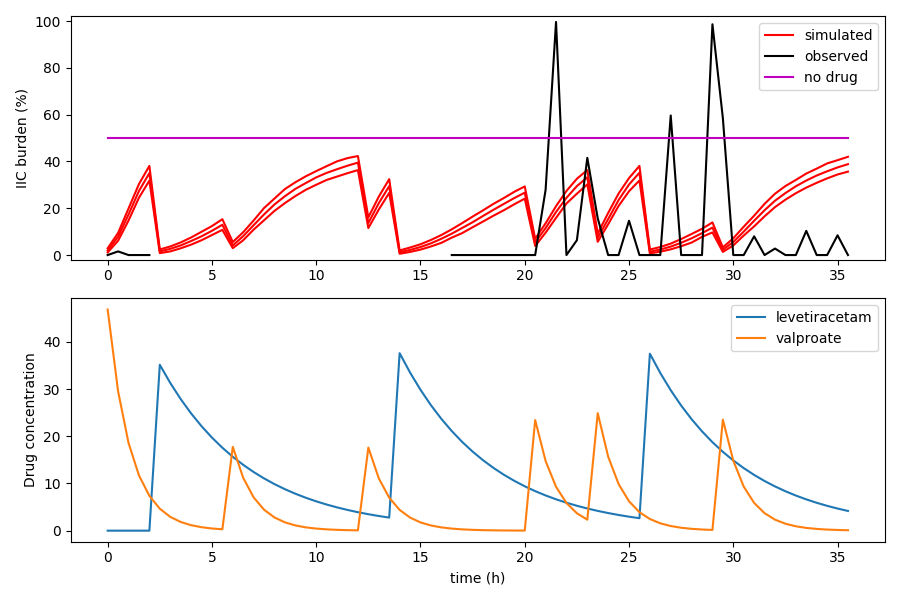 100
80
60
40
20
0
IIC burden (%)
simulated
observed
no drug
0 5 10 15 20 25 30 35
40
30
20
10
0
Drug concentration
levetiracetam
valproate
0 5 10 15 20 25 30 35
time (h)